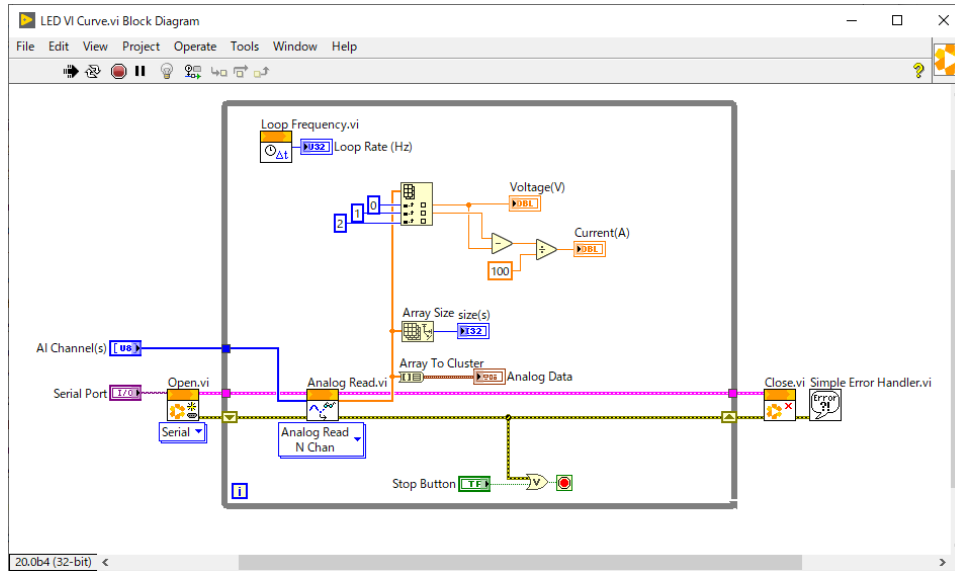 LED VI Curve.vi Block Diagram
File Edit View Project Operate Tools Window Help
?
Loop Frequency.vi
Δt
U32 Loop Rate (Hz)
0
1
2
Voltage(V)
DBL
Current(A)
DBL
100
Array Size size(s)
I32
AI Channel(s) [U8]
Array To Cluster
Analog Data
Serial Port I/O
Open.vi
Analog Read.vi
Close.vi Simple Error Handler.vi
Error
?!
Serial
Analog Read
N Chan
Stop Button TF
V
i
20.0b4 (32-bit)